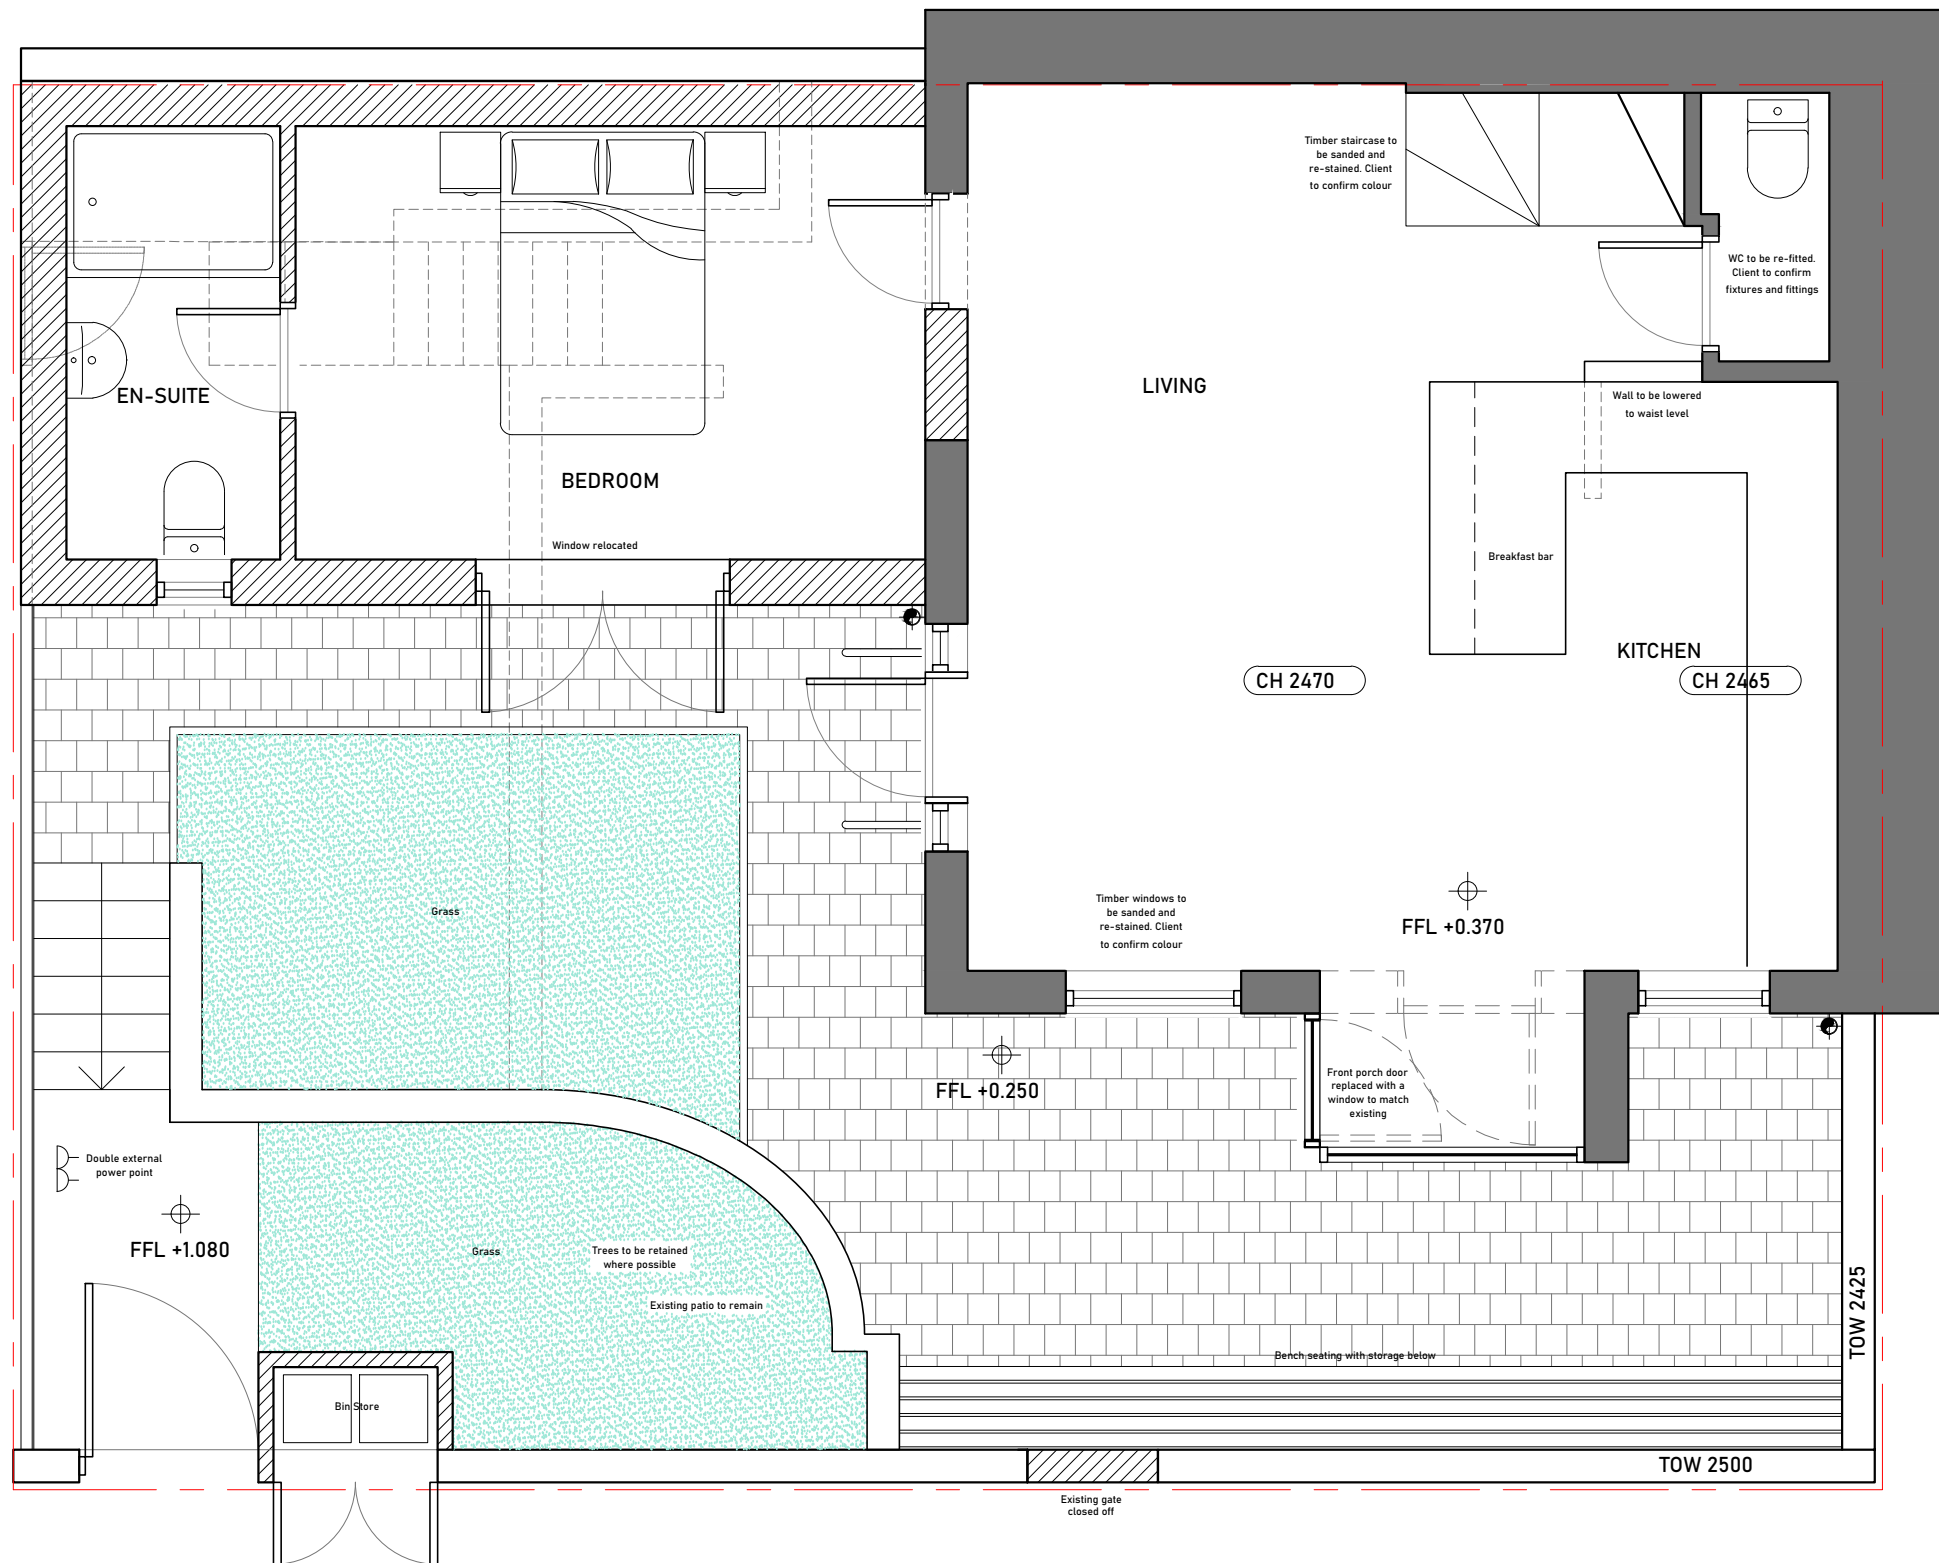 Timber staircase to
be sanded and
re-stained. Client
to confirm colour
WC to be re-fitted.
Client to confirm
fixtures and fittings
EN-SUITE
LIVING
Wall to be lowered
to waist level
BEDROOM
Window relocated
Breakfast bar
KITCHEN
CH 2470
CH 2465
Grass
Timber windows to
be sanded and
re-stained. Client
to confirm colour
FFL +0.370
FFL +0.250
Front porch door
replaced with a
window to match
existing
Double external
power point
FFL +1.080
Grass
Trees to be retained
where possible
Existing patio to remain
TOW 2425
Bench seating with storage below
Bin Store
TOW 2500
Existing gate
closed off